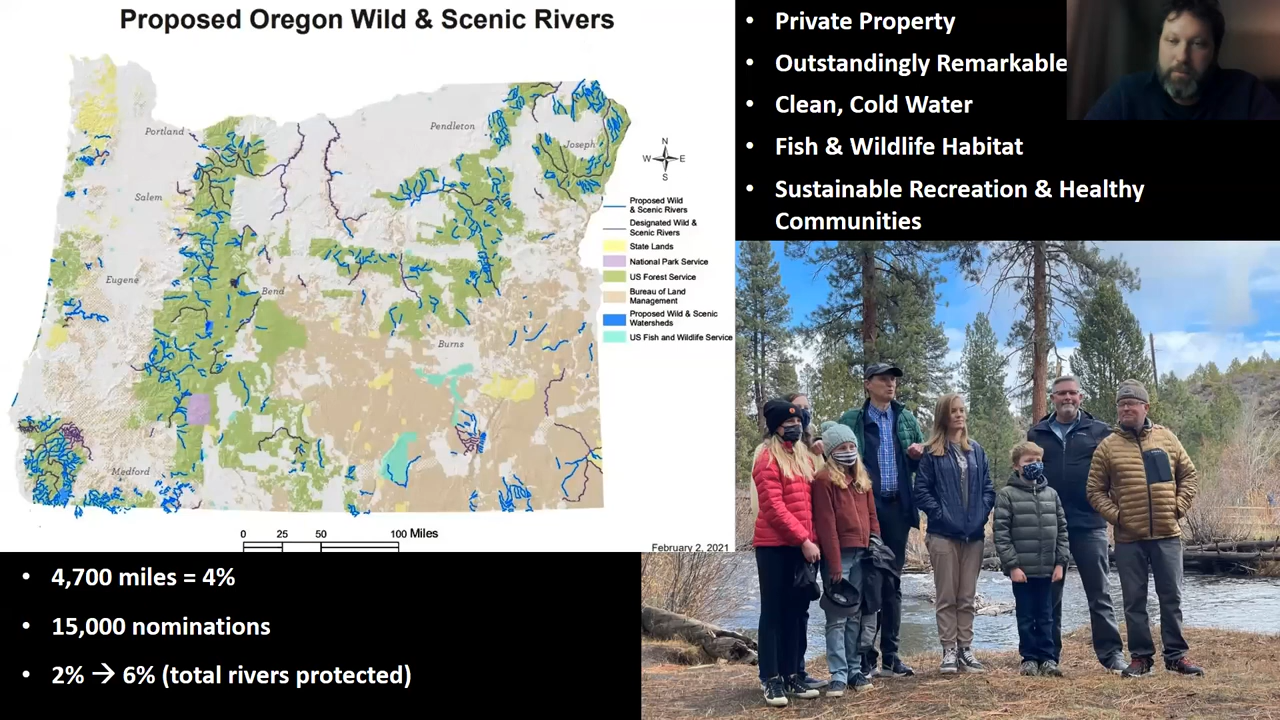 Proposed Oregon Wild & Scenic Rivers
Portland
Pendleton
Joseph
Salem
Eugene
Bend
Burns
Medford
N
W E
S
Proposed Wild
& Scenic Rivers
Designated Wild &
Scenic Rivers
State Lands
National Park Service
US Forest Service
Bureau of Land
Management
Proposed Wild & Scenic
Watersheds
US Fish and Wildlife Service
0 25 50 100 Miles
February 2, 2021
• Private Property
• Outstandingly Remarkable
• Clean, Cold Water
• Fish & Wildlife Habitat
• Sustainable Recreation & Healthy
Communities
• 4,700 miles = 4%
• 15,000 nominations
• 2% → 6% (total rivers protected)